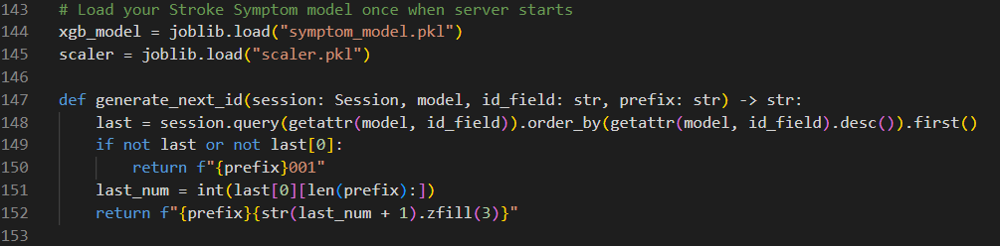 143 # Load your Stroke Symptom model once when server starts
144 xgb_model = joblib.load("symptom_model.pkl")
145 scaler = joblib.load("scaler.pkl")
146
147 def generate_next_id(session: Session, model, id_field: str, prefix: str) -> str:
148     last = session.query(getattr(model, id_field)).order_by(getattr(model, id_field).desc()).first()
149     if not last or not last[0]:
150         return f"{prefix}001"
151     last_num = int(last[0][len(prefix):])
152     return f"{prefix}{str(last_num + 1).zfill(3)}"
153